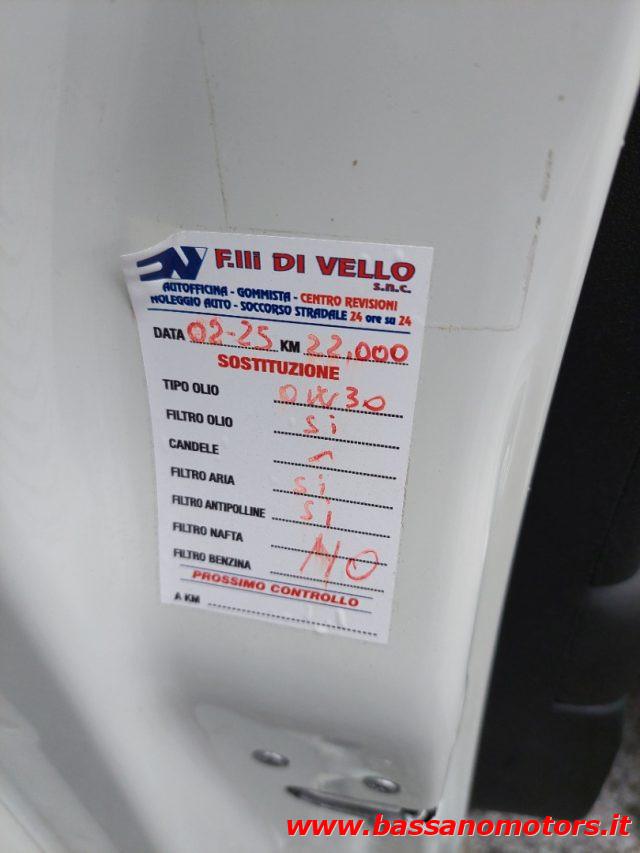 F.lli DI VELLO
s.n.c.
AUTOFFICINA - GOMMISTA - CENTRO REVISIONI
NOLEGGIO AUTO - SOCCORSO STRADALE 24 ore su 24
DATA 02-25 KM 22,000
SOSTITUZIONE
TIPO OLIO 0W30
FILTRO OLIO si
CANDELE
FILTRO ARIA si
FILTRO ANTIPOLLINE si
FILTRO NAFTA
FILTRO BENZINA NO
PROSSIMO CONTROLLO
A KM
www.bassanomotors.it